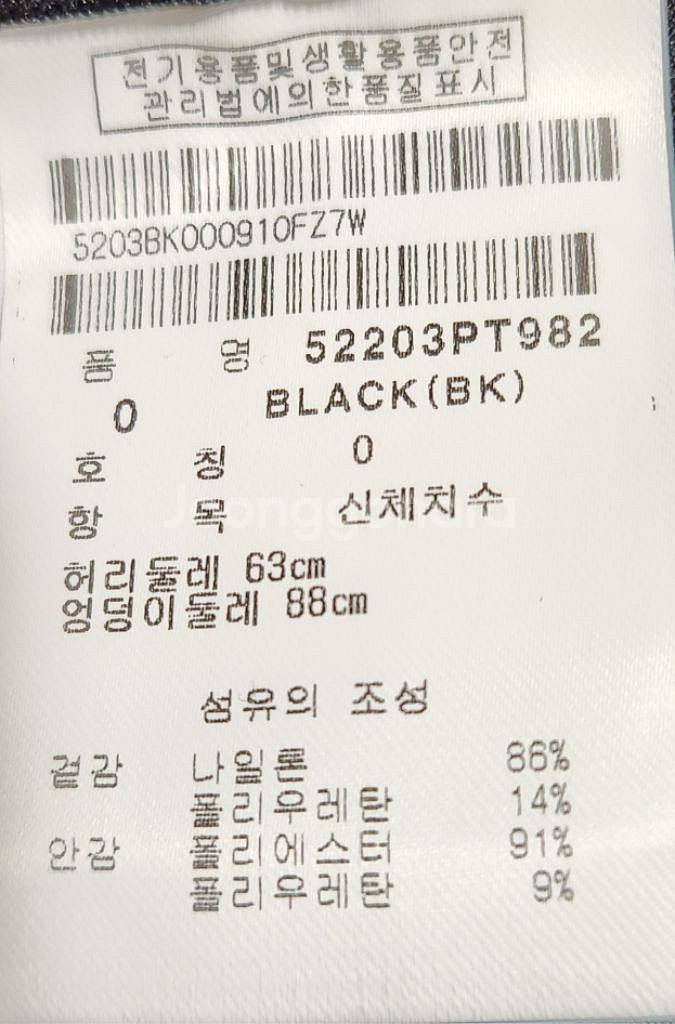 전기용품및생활용품안전
관리법에의한품질표시
5203BK000910FZ7W
품 명 52203PT982
0 BLACK(BK)
호 칭 0
항 목 신체치수
Joonggonara
허리둘레 63cm
엉덩이둘레 88cm
섬유의 조성
겉감 나일론 86%
폴리우레탄 14%
안감 폴리에스터 91%
폴리우레탄 9%